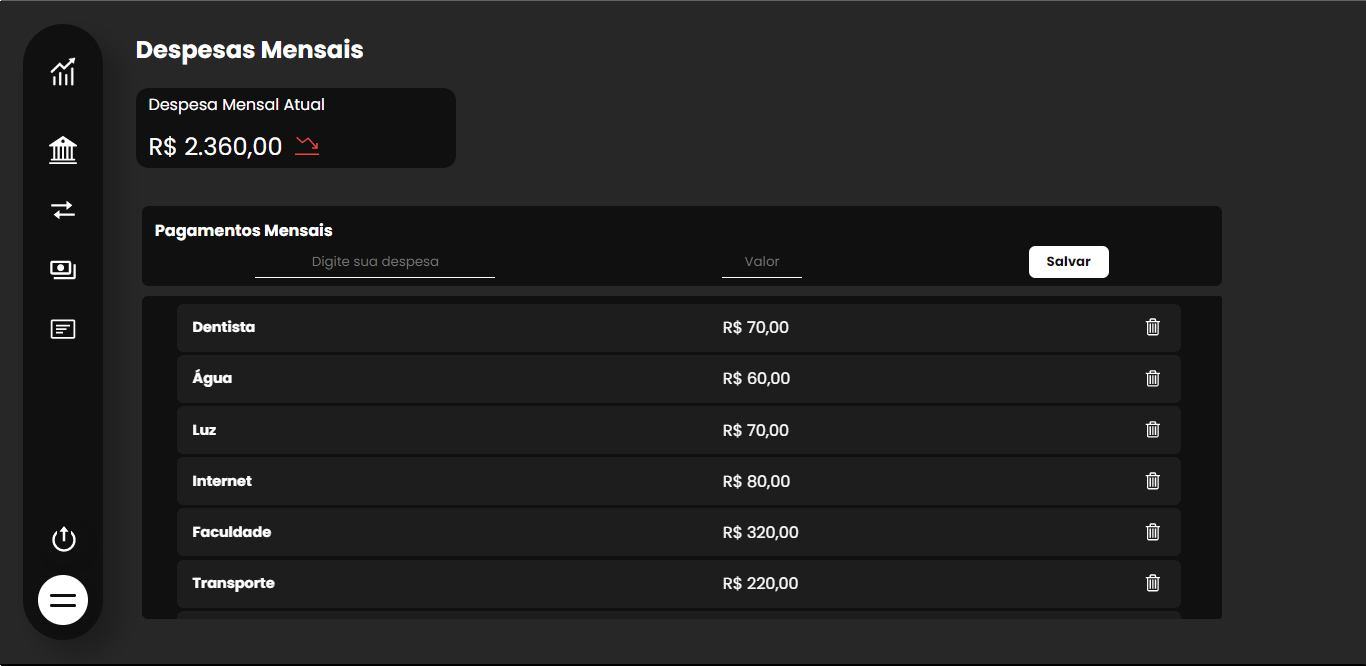 Despesas Mensais
Despesa Mensal Atual
R$ 2.360,00
Pagamentos Mensais
Digite sua despesa Valor Salvar
Dentista R$ 70,00
Água R$ 60,00
Luz R$ 70,00
Internet R$ 80,00
Faculdade R$ 320,00
Transporte R$ 220,00